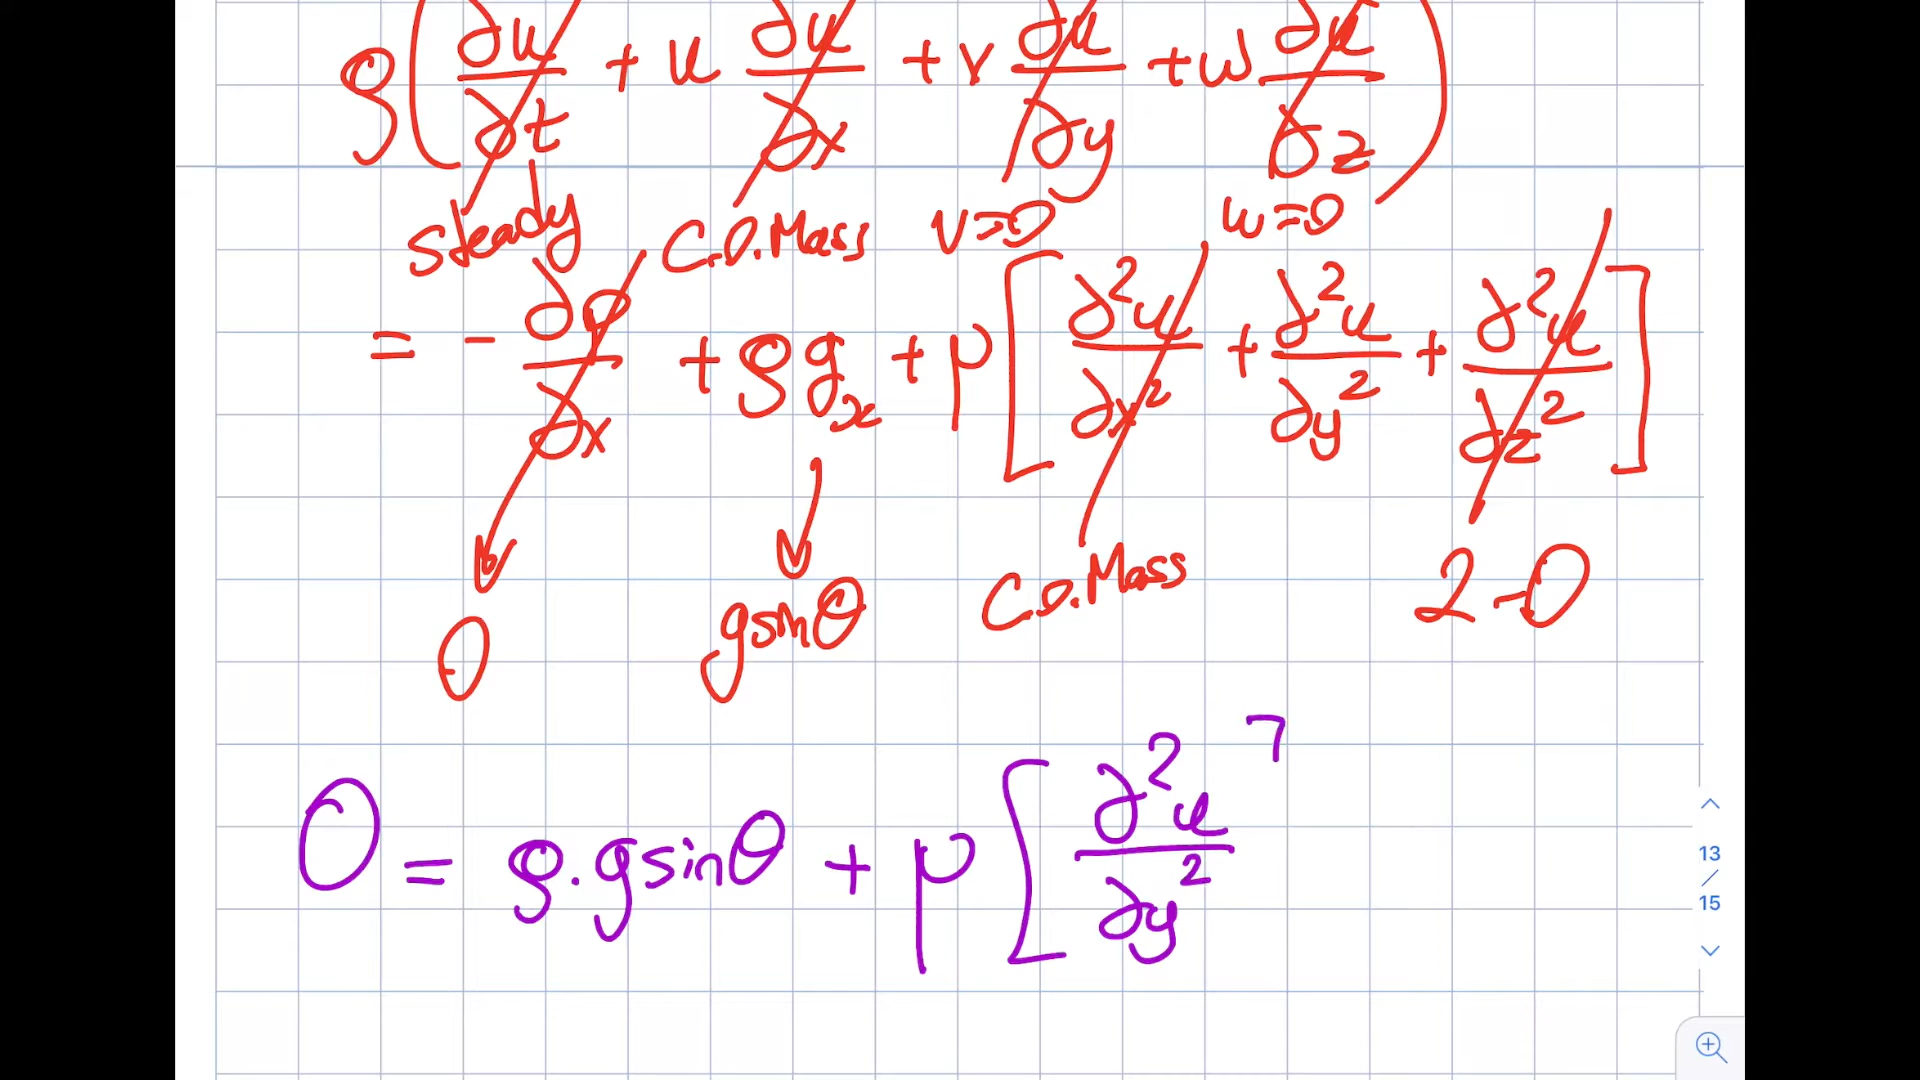 ρ(∂u/∂t + u ∂u/∂x + v ∂u/∂y + w ∂u/∂z)
steady C.O.Mass v=0 w=0
= - ∂p/∂x + ρg_x + μ[∂²u/∂x² + ∂²u/∂y² + ∂²u/∂z²]
0 gsinθ C.O.Mass 2-D
0 = ρ.gsinθ + μ[∂²u/∂y²
13
/
15